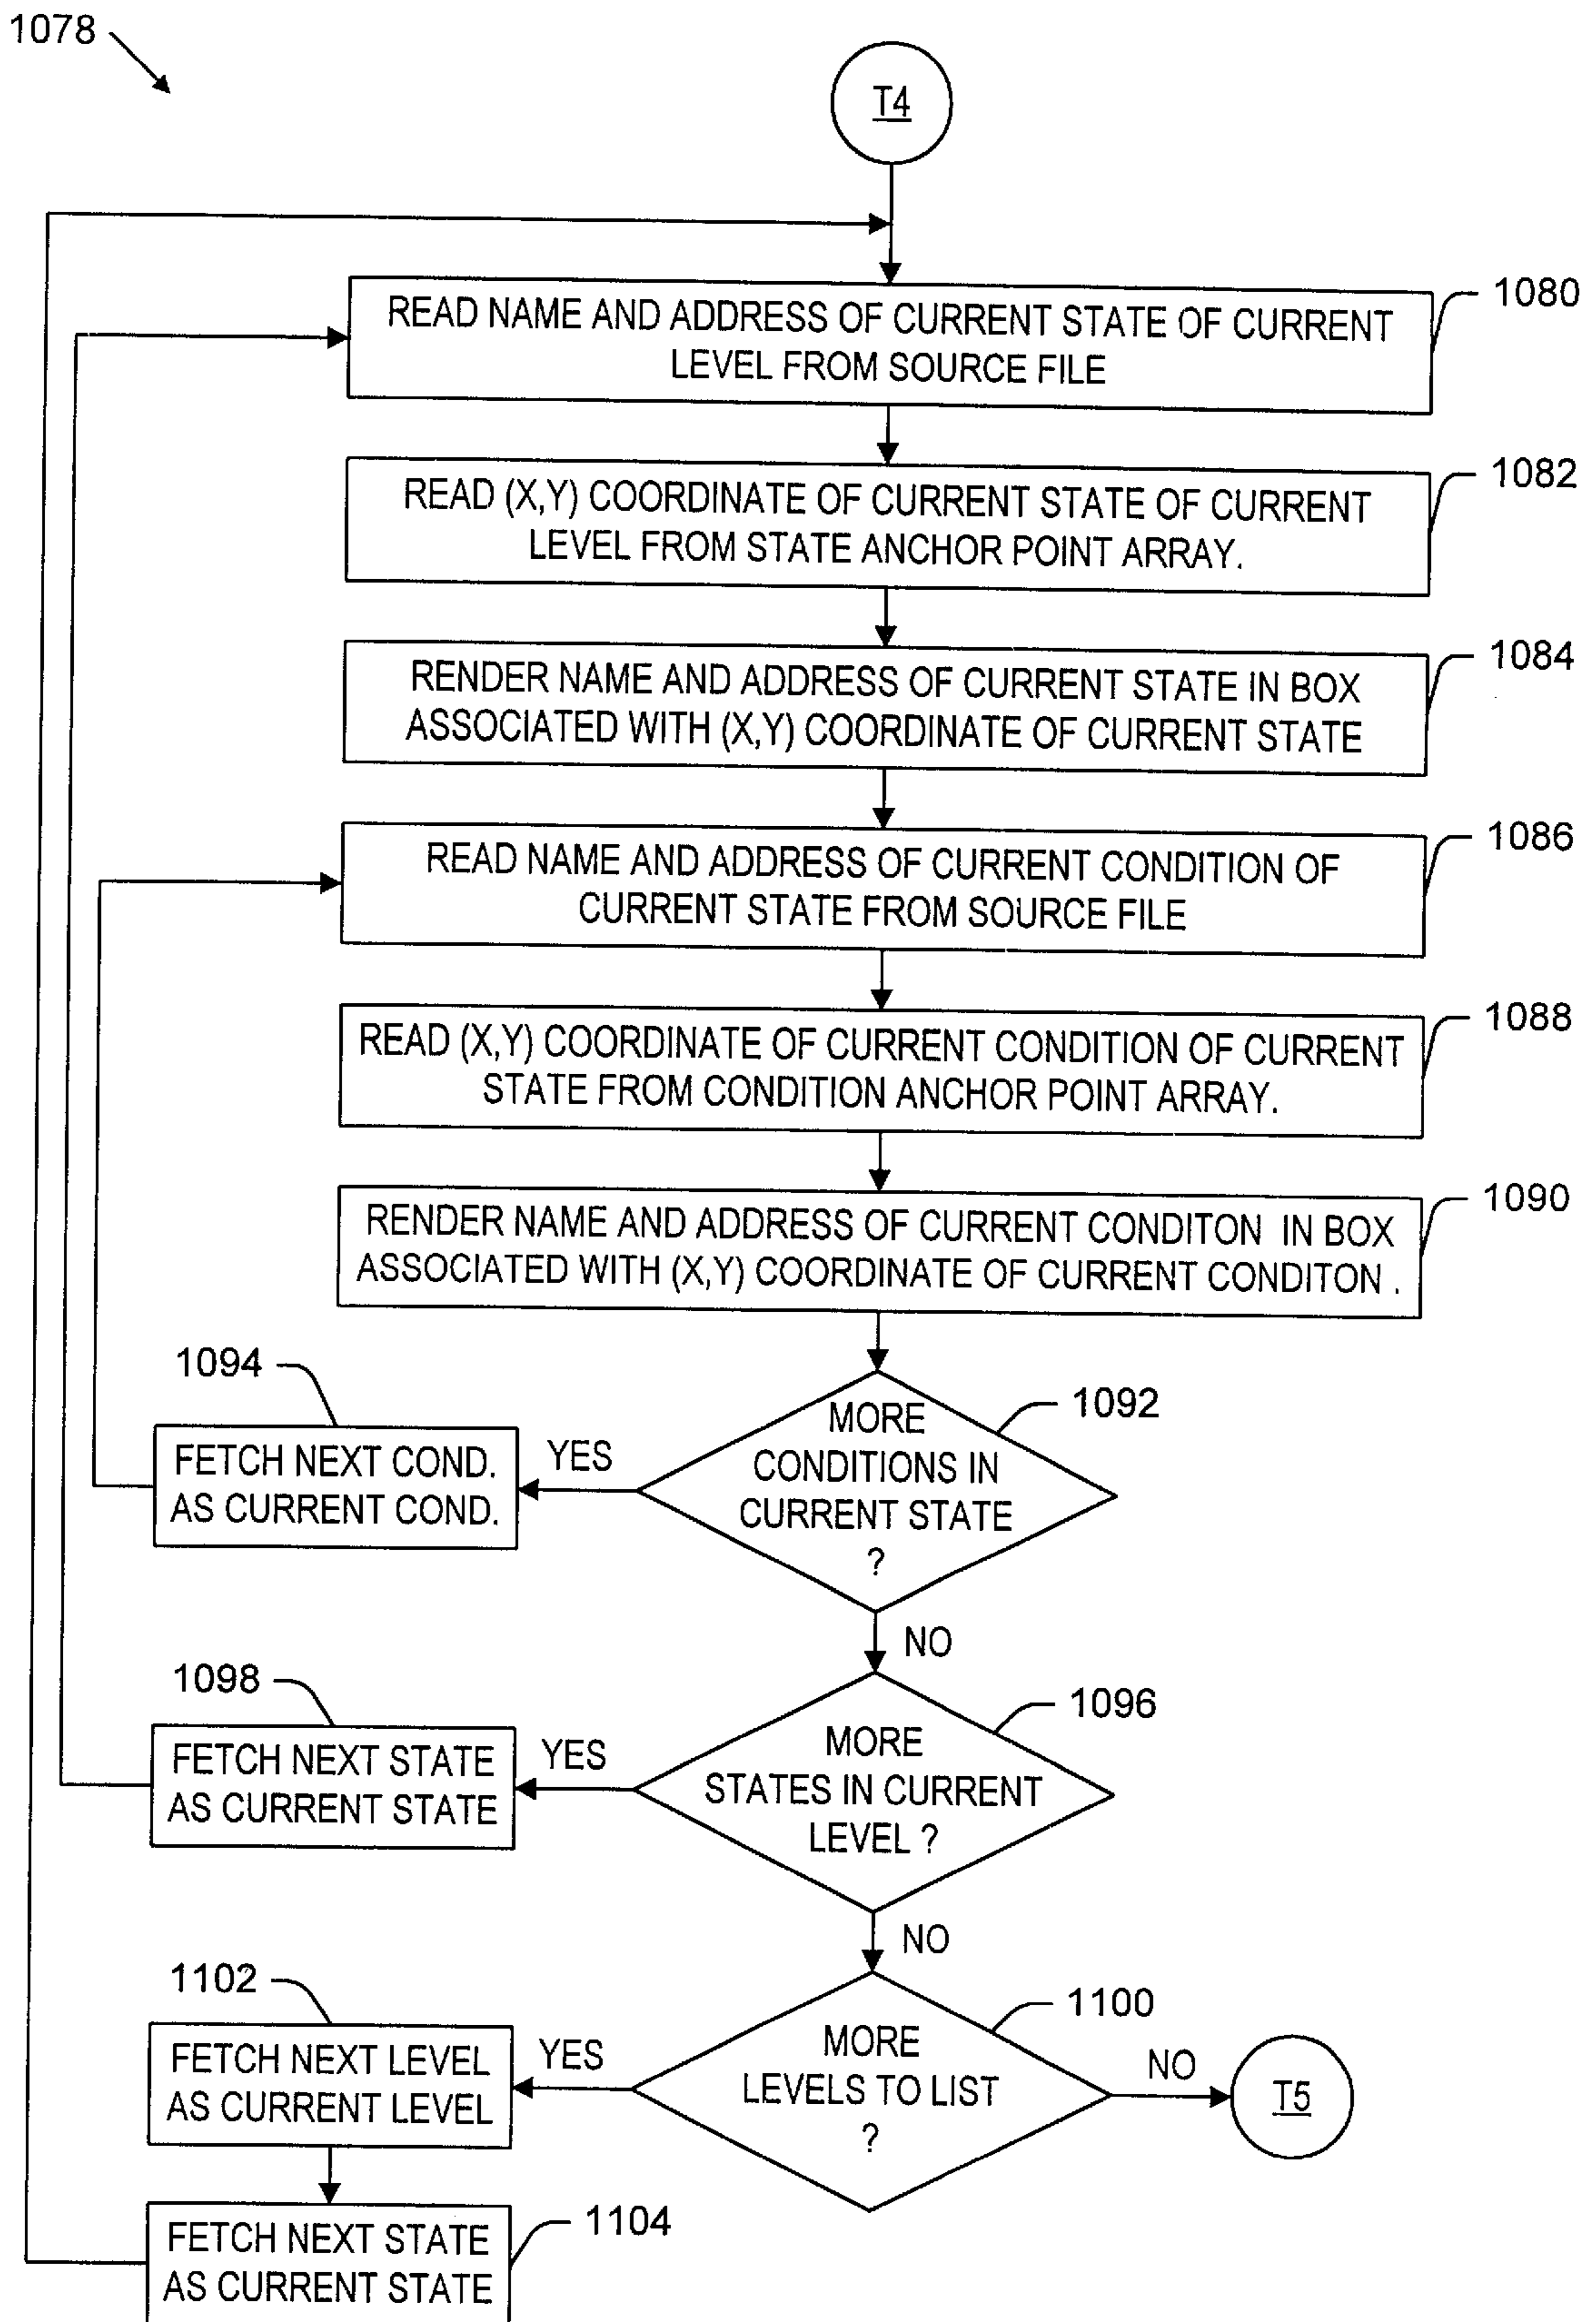 1078
T4
1080
READ NAME AND ADDRESS OF CURRENT STATE OF CURRENT
LEVEL FROM SOURCE FILE
1082
READ (X,Y) COORDINATE OF CURRENT STATE OF CURRENT
LEVEL FROM STATE ANCHOR POINT ARRAY.
1084
RENDER NAME AND ADDRESS OF CURRENT STATE IN BOX
ASSOCIATED WITH (X,Y) COORDINATE OF CURRENT STATE
1086
READ NAME AND ADDRESS OF CURRENT CONDITION OF
CURRENT STATE FROM SOURCE FILE
1088
READ (X,Y) COORDINATE OF CURRENT CONDITION OF CURRENT
STATE FROM CONDITION ANCHOR POINT ARRAY.
1090
RENDER NAME AND ADDRESS OF CURRENT CONDITON IN BOX
ASSOCIATED WITH (X,Y) COORDINATE OF CURRENT CONDITON .
1094
1092
FETCH NEXT COND.
AS CURRENT COND.
YES
MORE
CONDITIONS IN
CURRENT STATE
?
NO
1098
1096
FETCH NEXT STATE
AS CURRENT STATE
YES
MORE
STATES IN CURRENT
LEVEL ?
NO
1102
1100
FETCH NEXT LEVEL
AS CURRENT LEVEL
YES
MORE
LEVELS TO LIST
?
NO
T5
FETCH NEXT STATE
AS CURRENT STATE
1104